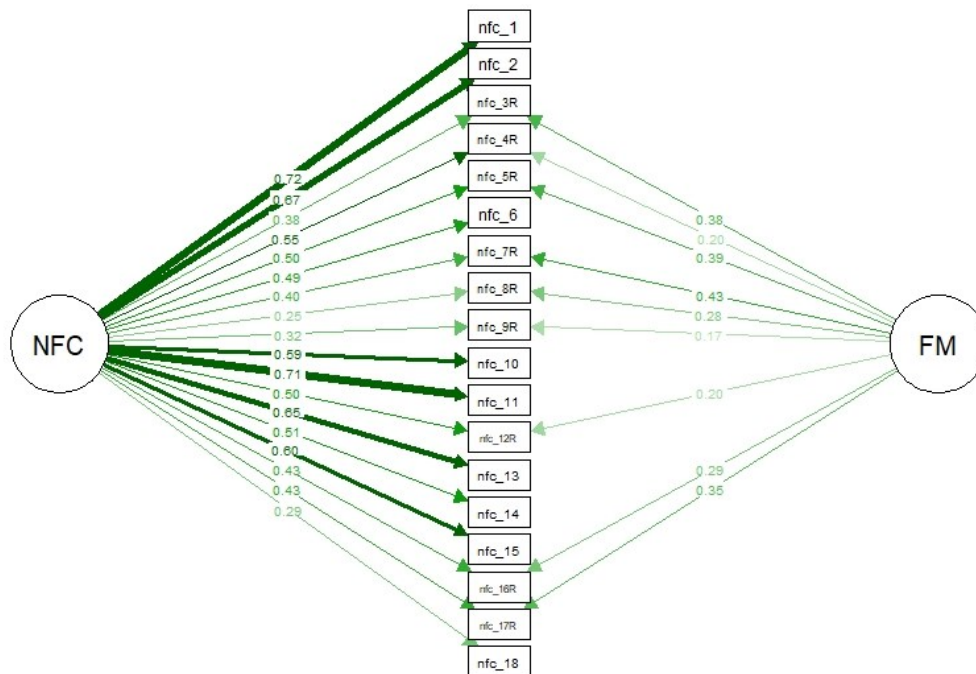 nfc_1
nfc_2
nfc_3R
nfc_4R
nfc_5R
nfc_6
nfc_7R
nfc_8R
nfc_9R
nfc_10
nfc_11
nfc_12R
nfc_13
nfc_14
nfc_15
nfc_16R
nfc_17R
nfc_18
NFC
0.72
0.67
0.38
0.55
0.50
0.49
0.40
0.25
0.32
0.59
0.71
0.50
0.65
0.51
0.60
0.43
0.43
0.29
FM
0.38
0.20
0.39
0.43
0.28
0.17
0.20
0.29
0.35